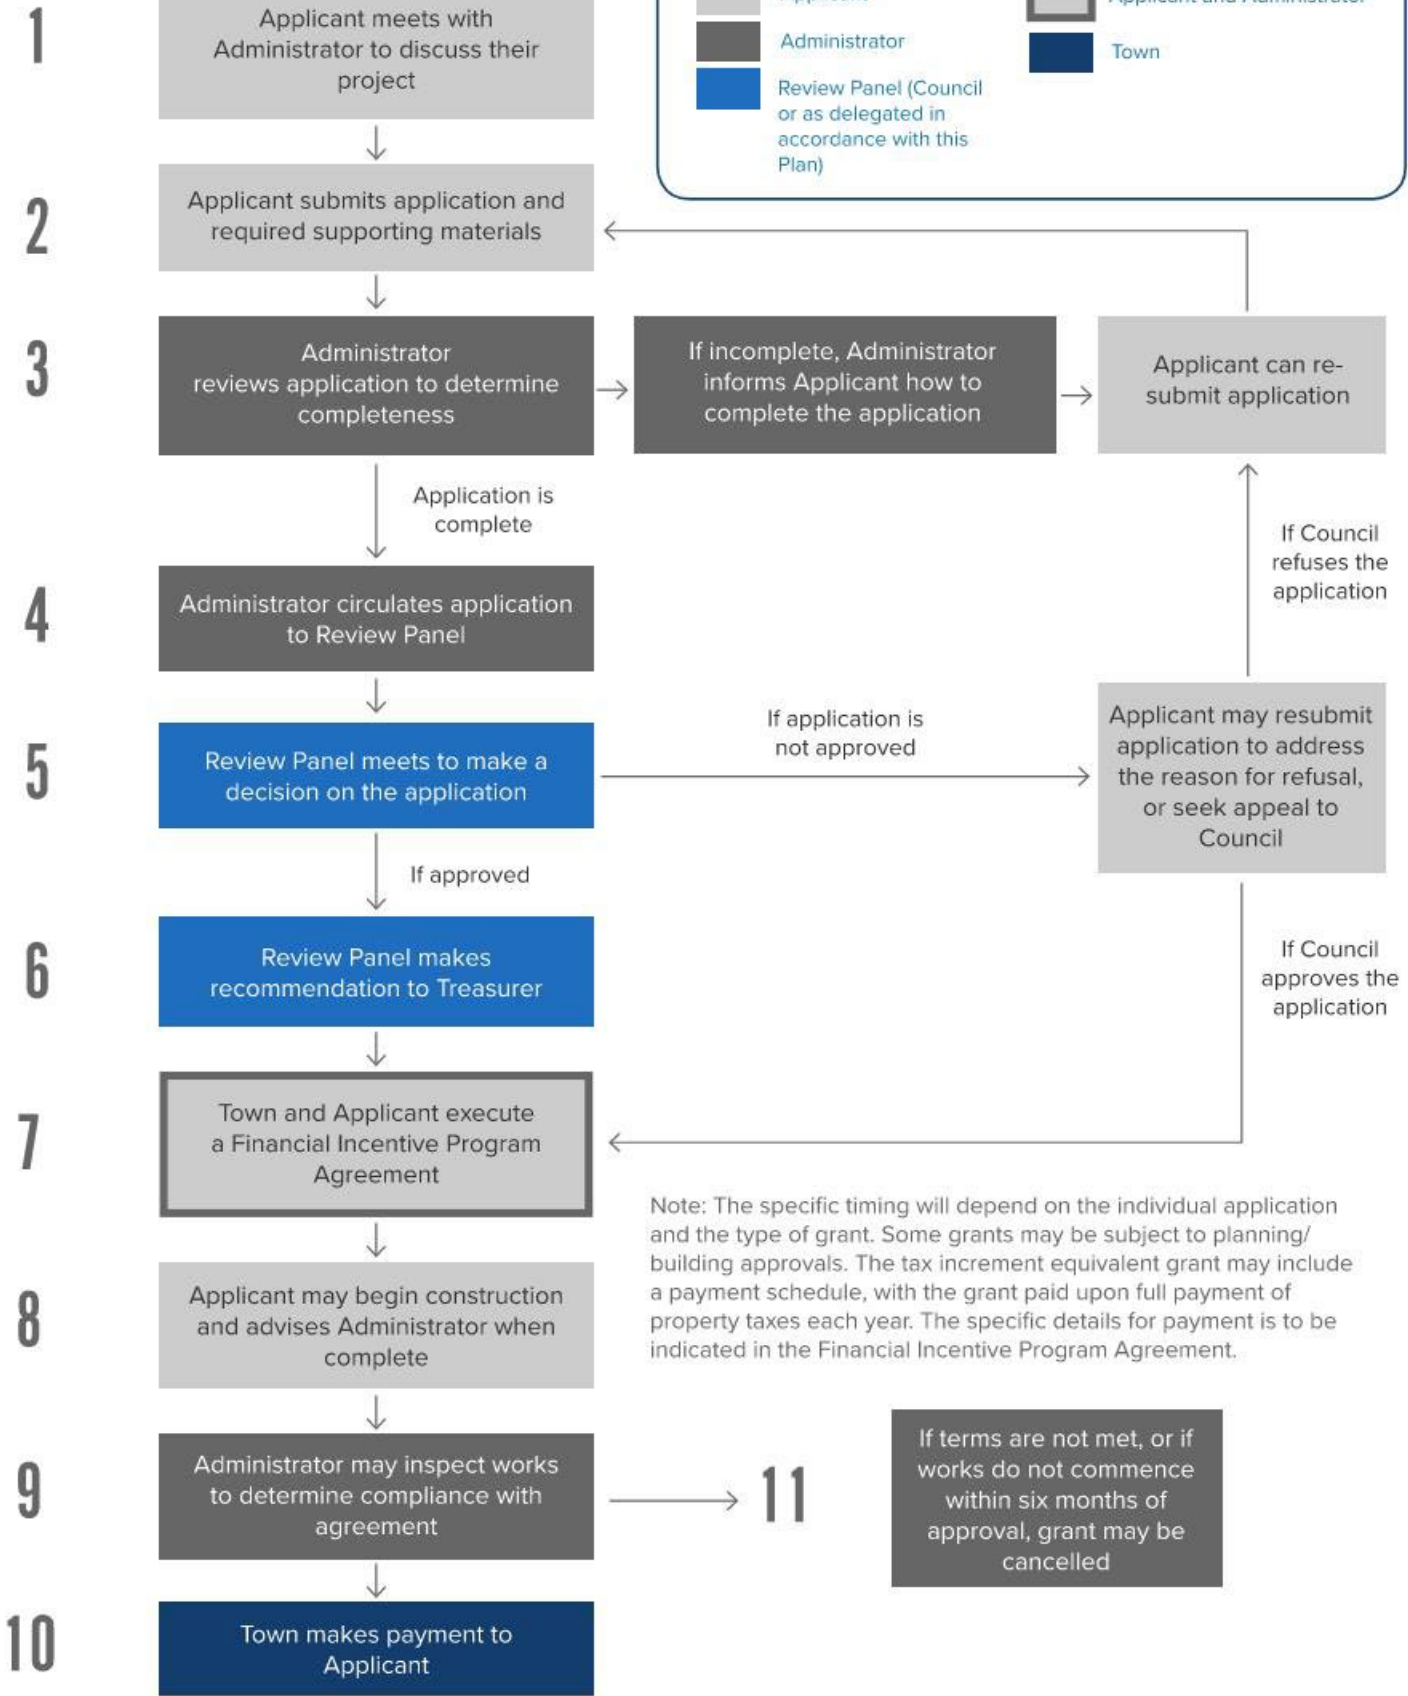 Applicant
Applicant and Administrator
Administrator
Town
Review Panel (Council
or as delegated in
accordance with this
Plan)
1
Applicant meets with
Administrator to discuss their
project
2
Applicant submits application and
required supporting materials
3
Administrator
reviews application to determine
completeness
If incomplete, Administrator
informs Applicant how to
complete the application
Applicant can re-
submit application
Application is
complete
If Council
refuses the
application
4
Administrator circulates application
to Review Panel
5
Review Panel meets to make a
decision on the application
If application is
not approved
Applicant may resubmit
application to address
the reason for refusal,
or seek appeal to
Council
If approved
6
Review Panel makes
recommendation to Treasurer
If Council
approves the
application
7
Town and Applicant execute
a Financial Incentive Program
Agreement
Note: The specific timing will depend on the individual application
and the type of grant. Some grants may be subject to planning/
building approvals. The tax increment equivalent grant may include
a payment schedule, with the grant paid upon full payment of
property taxes each year. The specific details for payment is to be
indicated in the Financial Incentive Program Agreement.
8
Applicant may begin construction
and advises Administrator when
complete
9
Administrator may inspect works
to determine compliance with
agreement
11
If terms are not met, or if
works do not commence
within six months of
approval, grant may be
cancelled
10
Town makes payment to
Applicant